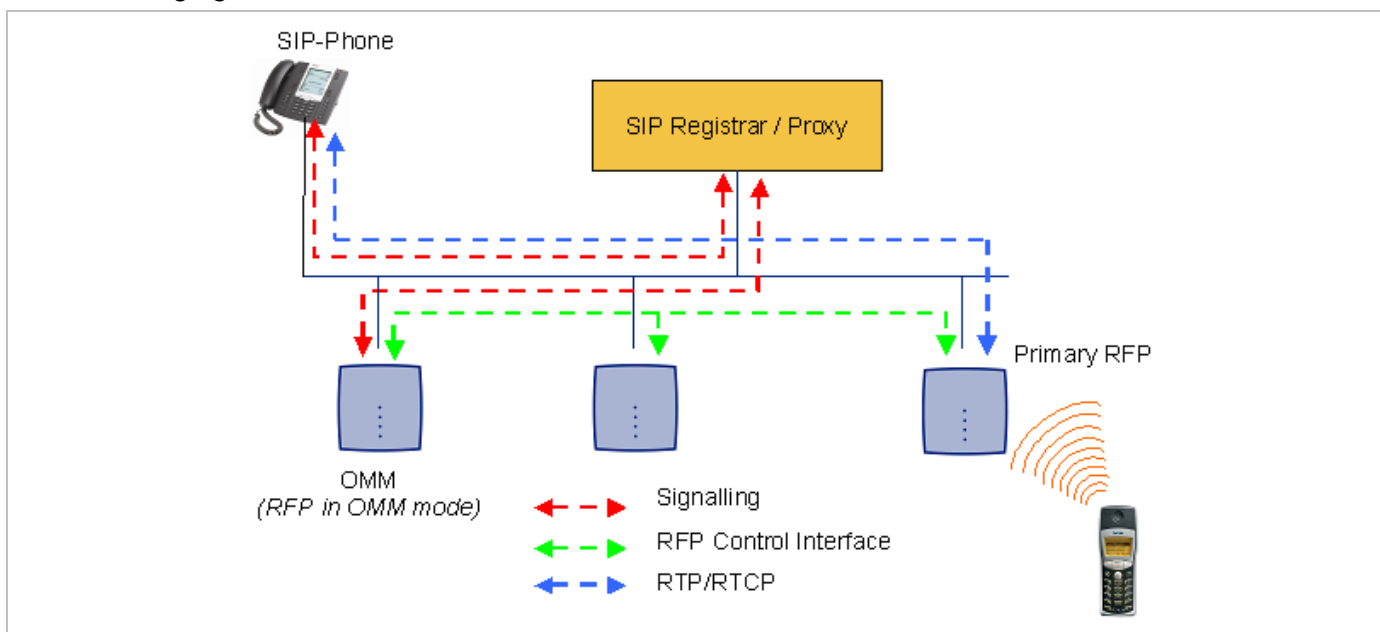 SIP-Phone
SIP Registrar / Proxy
Primary RFP
OMM
(RFP in OMM mode)
Signalling
RFP Control Interface
RTP/RTCP